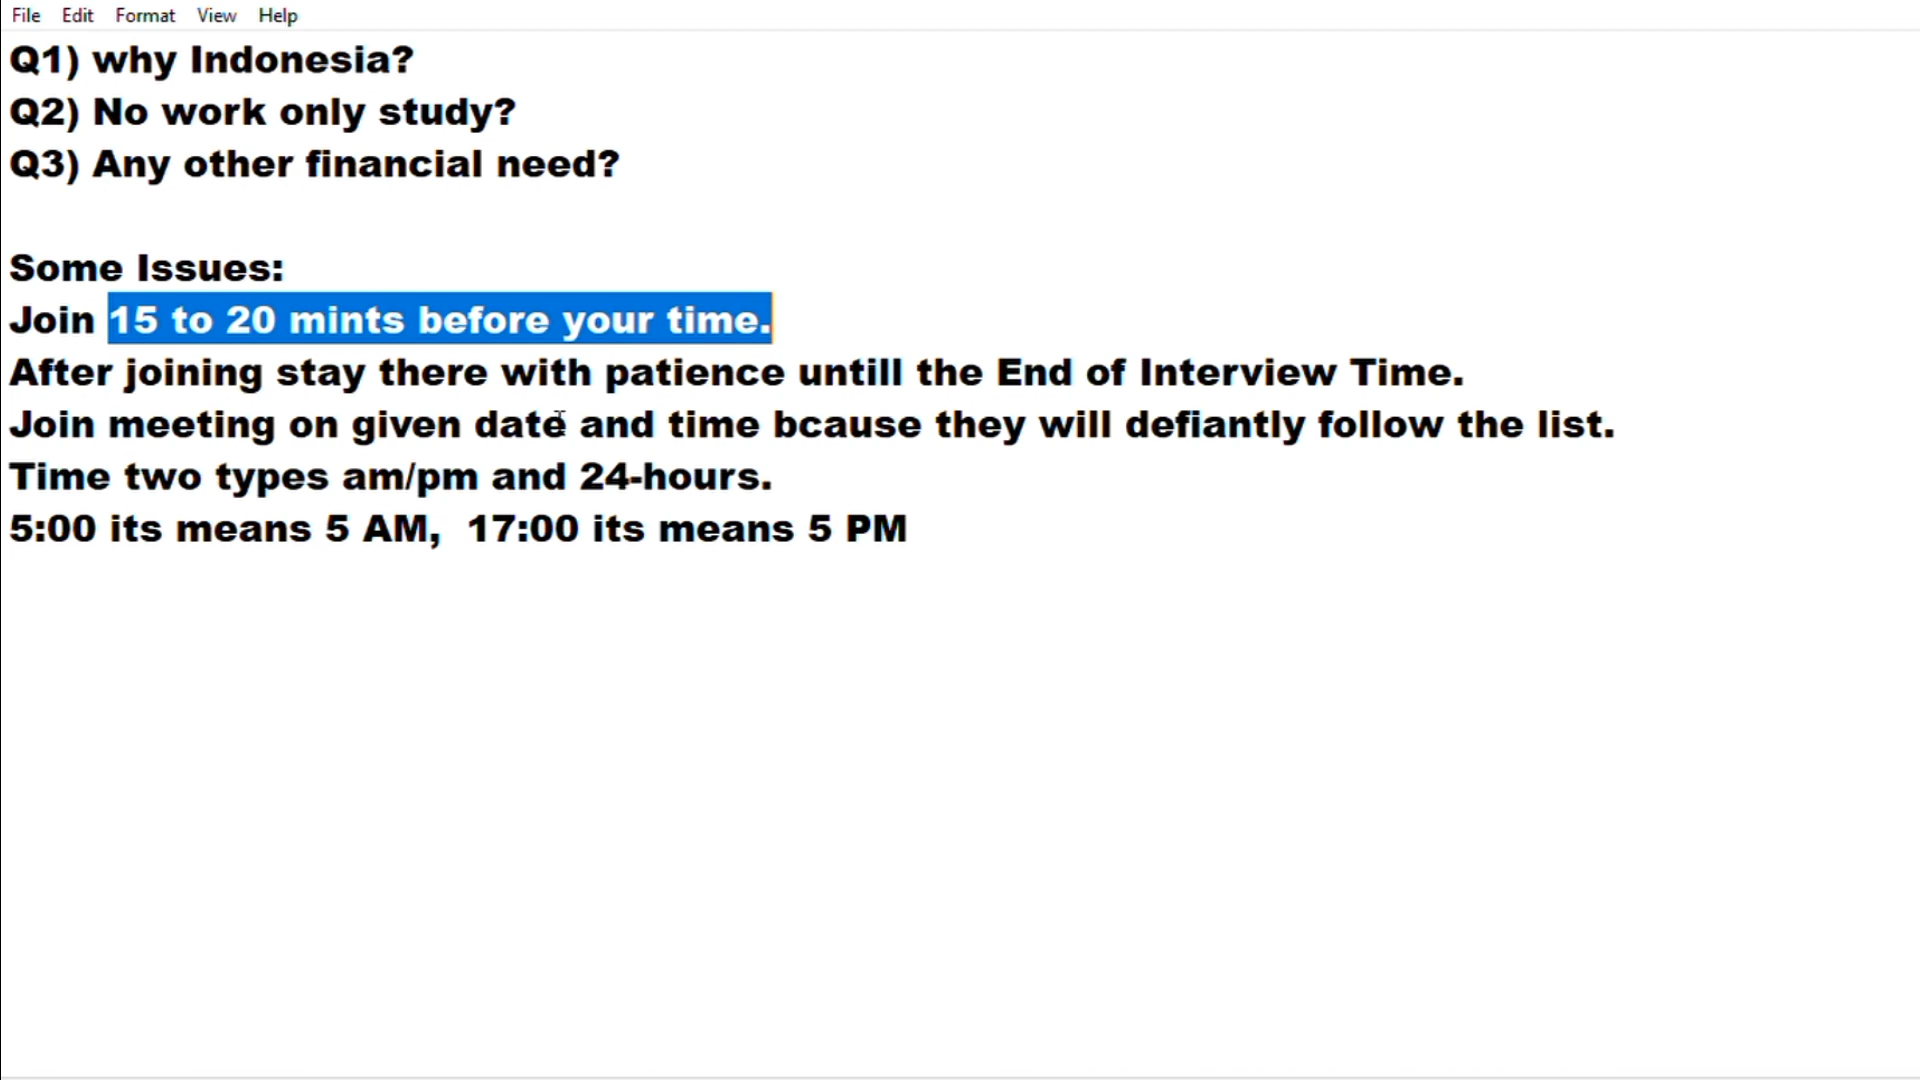 File Edit Format View Help
Q1) why Indonesia?
Q2) No work only study?
Q3) Any other financial need?
Some Issues:
Join 15 to 20 mints before your time.
After joining stay there with patience untill the End of Interview Time.
Join meeting on given date and time bcause they will defiantly follow the list.
Time two types am/pm and 24-hours.
5:00 its means 5 AM,  17:00 its means 5 PM